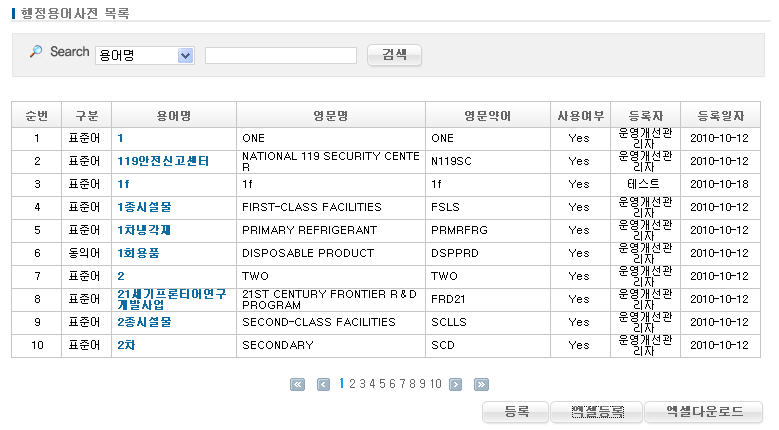 행정용어사전 목록
Search 용어명 검색
순번 구분 용어명 영문명 영문약어 사용여부 등록자 등록일자
1 표준어 1 ONE ONE Yes 운영개선관리자 2010-10-12
2 표준어 119안전신고센터 NATIONAL 119 SECURITY CENTER N119SC Yes 운영개선관리자 2010-10-12
3 표준어 1f 1f 1f Yes 테스트 2010-10-18
4 표준어 1종시설물 FIRST-CLASS FACILITIES FSLS Yes 운영개선관리자 2010-10-12
5 표준어 1차냉각재 PRIMARY REFRIGERANT PRMRFRG Yes 운영개선관리자 2010-10-12
6 동의어 1회용품 DISPOSABLE PRODUCT DSPPRD Yes 운영개선관리자 2010-10-12
7 표준어 2 TWO TWO Yes 운영개선관리자 2010-10-12
8 표준어 21세기프론티어연구개발사업 21ST CENTURY FRONTIER R&D PROGRAM FRD21 Yes 운영개선관리자 2010-10-12
9 표준어 2종시설물 SECOND-CLASS FACILITIES SCLLS Yes 운영개선관리자 2010-10-12
10 표준어 2차 SECONDARY SCD Yes 운영개선관리자 2010-10-12
1 2 3 4 5 6 7 8 9 10
등록 엑셀등록 엑셀다운로드